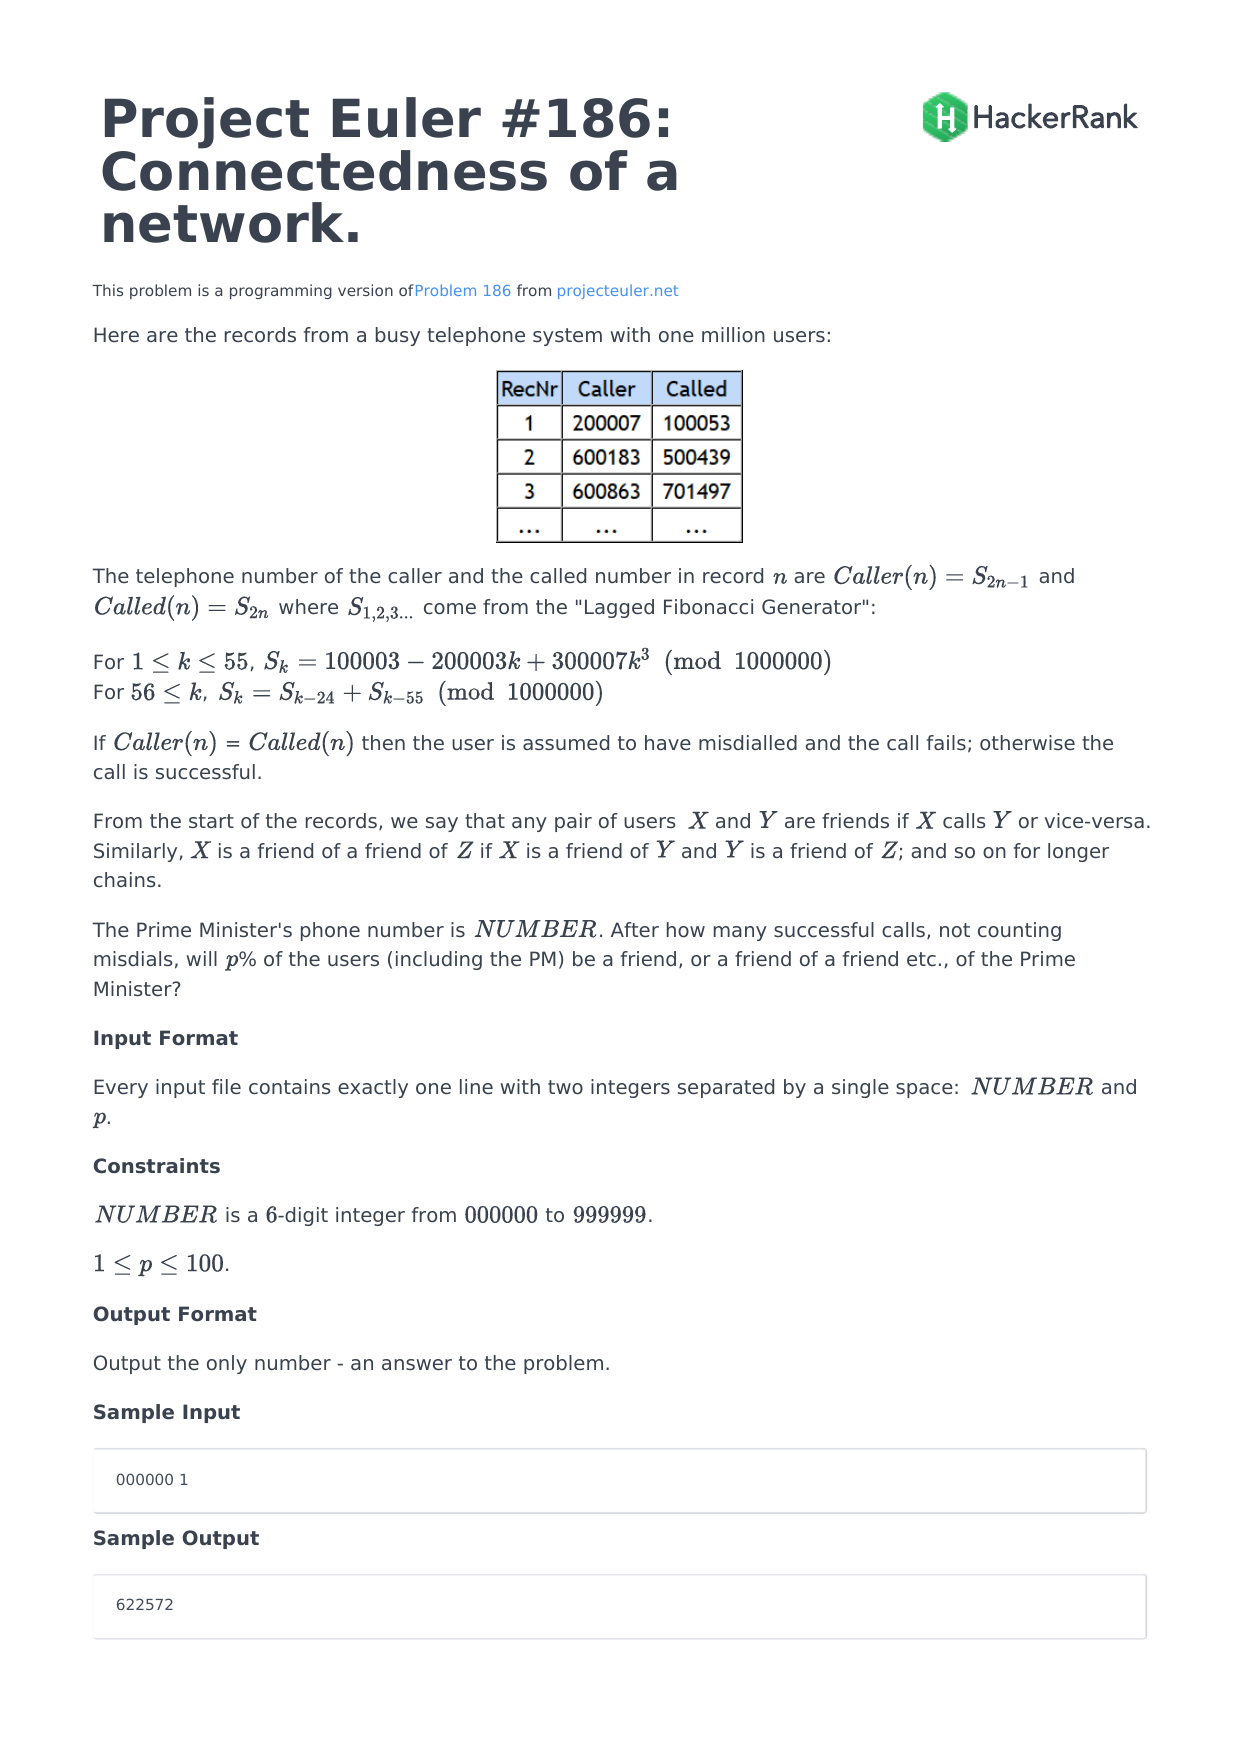 Project Euler #186:
Connectedness of a
network.
HackerRank
This problem is a programming version ofProblem 186 from projecteuler.net
Here are the records from a busy telephone system with one million users:
RecNr Caller Called
1 200007 100053
2 600183 500439
3 600863 701497
... ... ...
The telephone number of the caller and the called number in record n are Caller(n) = S_{2n−1} and
Called(n) = S_{2n} where S_{1,2,3...} come from the "Lagged Fibonacci Generator":
For 1 ≤ k ≤ 55, S_k = 100003 − 200003k + 300007k^3 (mod 1000000)
For 56 ≤ k, S_k = S_{k−24} + S_{k−55} (mod 1000000)
If Caller(n) = Called(n) then the user is assumed to have misdialled and the call fails; otherwise the
call is successful.
From the start of the records, we say that any pair of users X and Y are friends if X calls Y or vice-versa.
Similarly, X is a friend of a friend of Z if X is a friend of Y and Y is a friend of Z; and so on for longer
chains.
The Prime Minister's phone number is NUMBER. After how many successful calls, not counting
misdials, will p% of the users (including the PM) be a friend, or a friend of a friend etc., of the Prime
Minister?
Input Format
Every input file contains exactly one line with two integers separated by a single space: NUMBER and
p.
Constraints
NUMBER is a 6-digit integer from 000000 to 999999.
1 ≤ p ≤ 100.
Output Format
Output the only number - an answer to the problem.
Sample Input
000000 1
Sample Output
622572